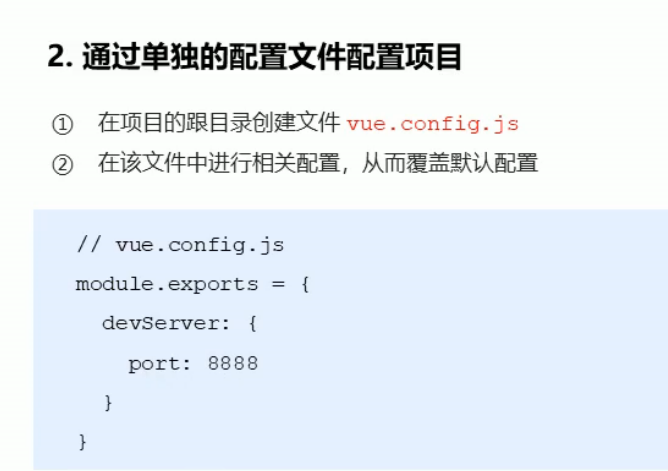 2. 通过单独的配置文件配置项目
① 在项目的跟目录创建文件 vue.config.js
② 在该文件中进行相关配置，从而覆盖默认配置
// vue.config.js
module.exports = {
  devServer: {
    port: 8888
  }
}